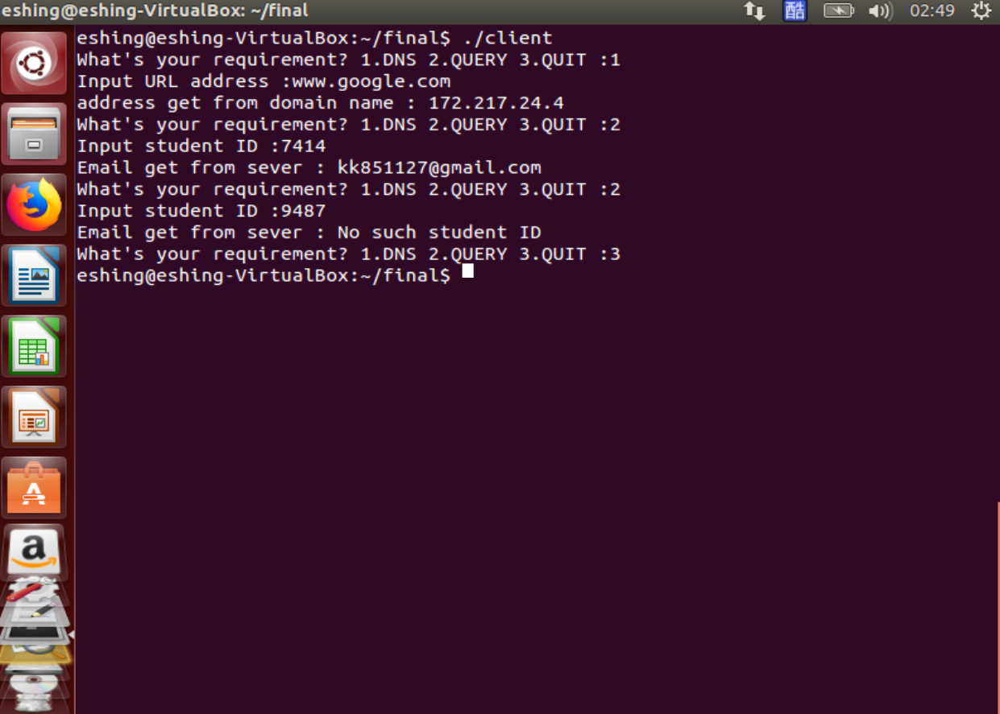 eshing@eshing-VirtualBox: ~/final
酷
02:49
eshing@eshing-VirtualBox:~/final$ ./client
What's your requirement? 1.DNS 2.QUERY 3.QUIT :1
Input URL address :www.google.com
address get from domain name : 172.217.24.4
What's your requirement? 1.DNS 2.QUERY 3.QUIT :2
Input student ID :7414
Email get from sever : kk851127@gmail.com
What's your requirement? 1.DNS 2.QUERY 3.QUIT :2
Input student ID :9487
Email get from sever : No such student ID
What's your requirement? 1.DNS 2.QUERY 3.QUIT :3
eshing@eshing-VirtualBox:~/final$